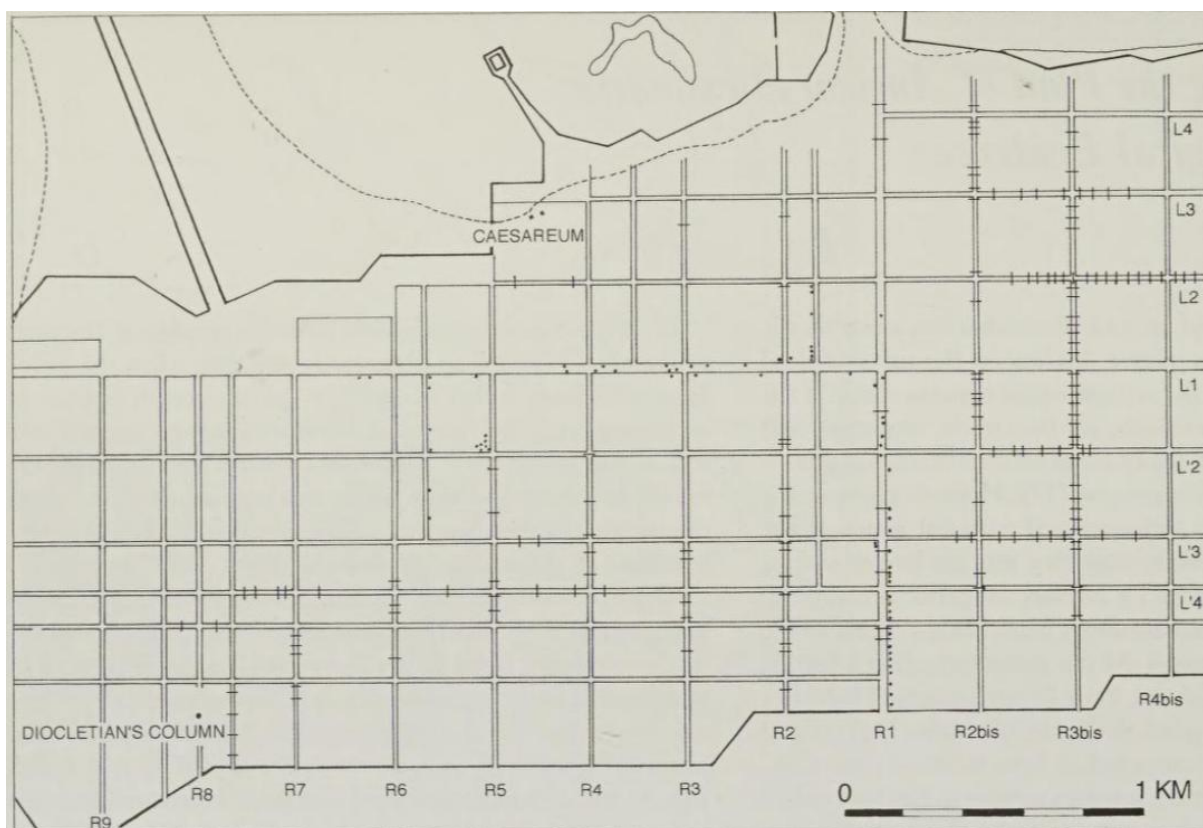 L4
L3
CAESAREUM
L2
L1
L'2
L'3
L'4
DIOCLETIAN'S COLUMN
R9
R8
R7
R6
R5
R4
R3
R2
R1
R2bis
R3bis
R4bis
0 1 KM